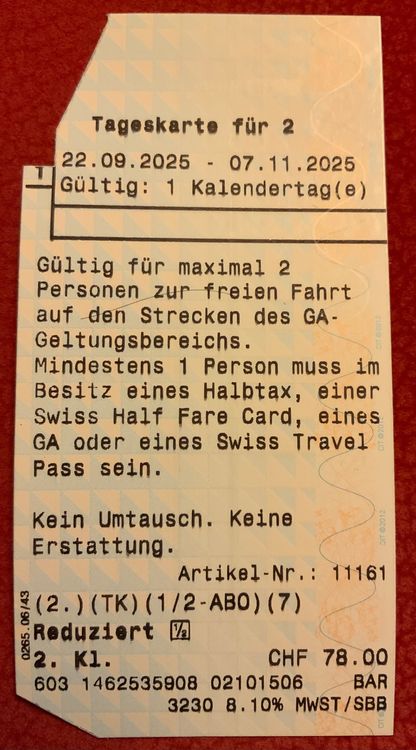 Tageskarte für 2
22.09.2025 - 07.11.2025
Gültig: 1 Kalendertag(e)
Gültig für maximal 2
Personen zur freien Fahrt
auf den Strecken des GA-
Geltungsbereichs.
Mindestens 1 Person muss im
Besitz eines Halbtax, einer
Swiss Half Fare Card, eines
GA oder eines Swiss Travel
Pass sein.
Kein Umtausch. Keine
Erstattung.
Artikel-Nr.: 11161
(2.)(TK)(1/2-ABO)(7)
Reduziert ½
2. Kl. CHF 78.00
603 1462535908 02101506 BAR
3230 8.10% MWST/SBB
0265.06/43
CIT ©2012